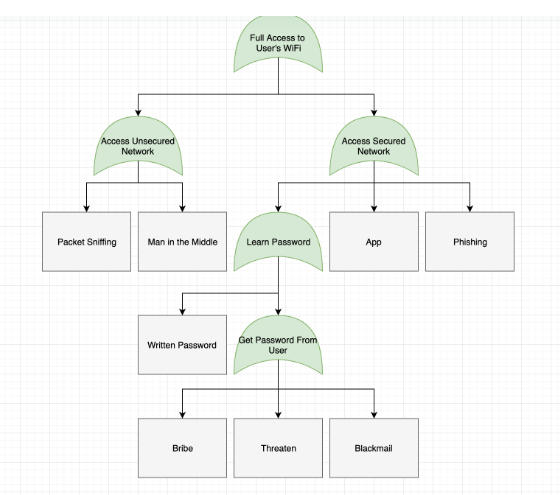 Full Access to
User's WiFi
Access Unsecured
Network
Access Secured
Network
Packet Sniffing
Man in the Middle
Learn Password
App
Phishing
Written Password
Get Password From
User
Bribe
Threaten
Blackmail